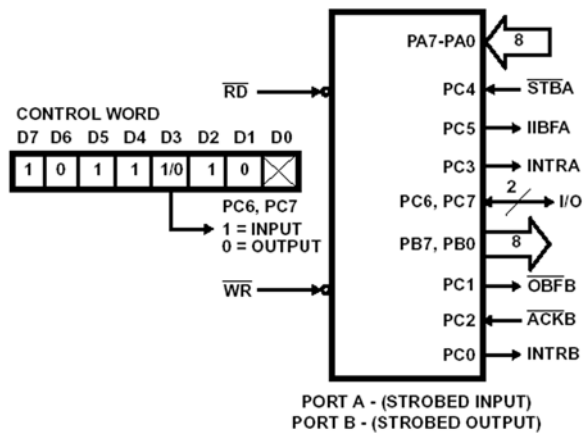 PA7-PA0 8
RD PC4 STBA
CONTROL WORD
D7 D6 D5 D4 D3 D2 D1 D0
PC5 IIBFA
1 0 1 1 1/0 1 0
PC3 INTRA
PC6, PC7 2 I/O
PC6, PC7
1 = INPUT
0 = OUTPUT
PB7, PB0 8
WR PC1 OBFB
PC2 ACKB
PC0 INTRB
PORT A - (STROBED INPUT)
PORT B - (STROBED OUTPUT)